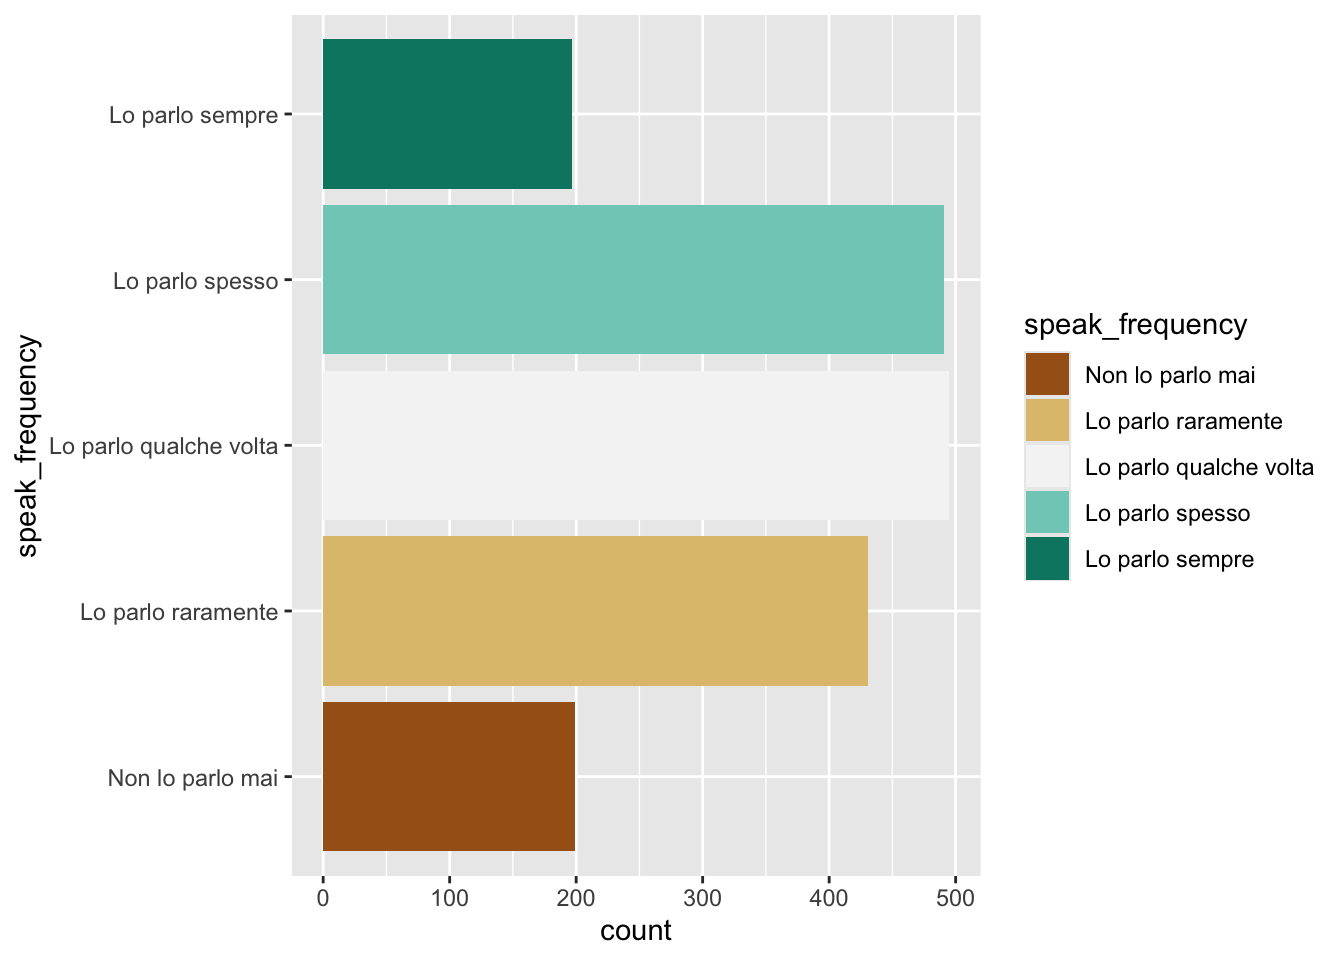 speak_frequency
Lo parlo sempre
Lo parlo spesso
Lo parlo qualche volta
Lo parlo raramente
Non lo parlo mai
0 100 200 300 400 500
count
speak_frequency
Non lo parlo mai
Lo parlo raramente
Lo parlo qualche volta
Lo parlo spesso
Lo parlo sempre